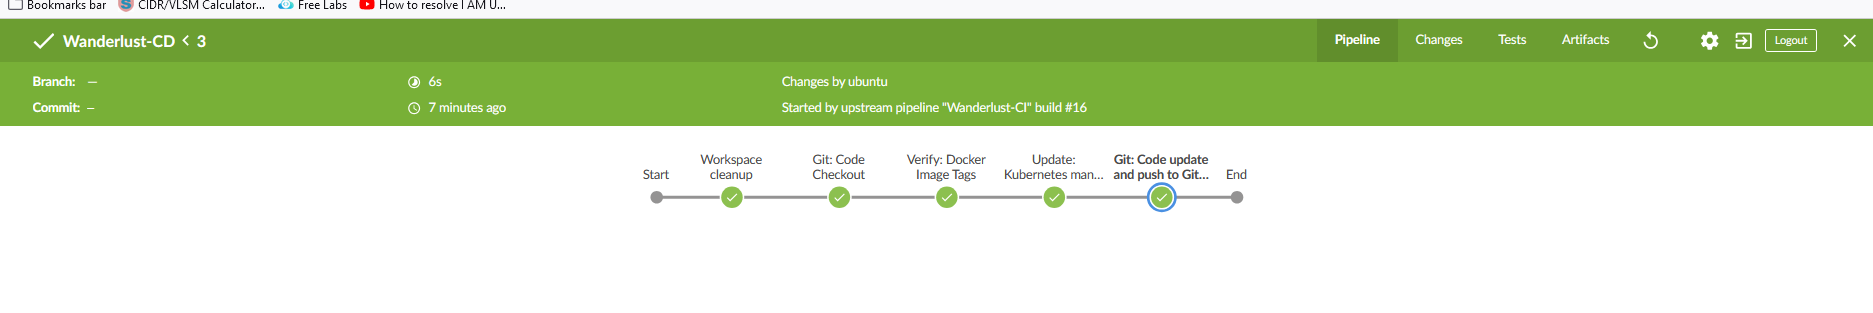 Bookmarks bar CIDR/VLSM Calculator... Free Labs How to resolve I AM U...
Wanderlust-CD < 3 Pipeline Changes Tests Artifacts Logout
Branch: — 6s Changes by ubuntu
Commit: — 7 minutes ago Started by upstream pipeline "Wanderlust-CI" build #16
Start
Workspace
cleanup
Git: Code
Checkout
Verify: Docker
Image Tags
Update:
Kubernetes man...
Git: Code update
and push to Git...
End